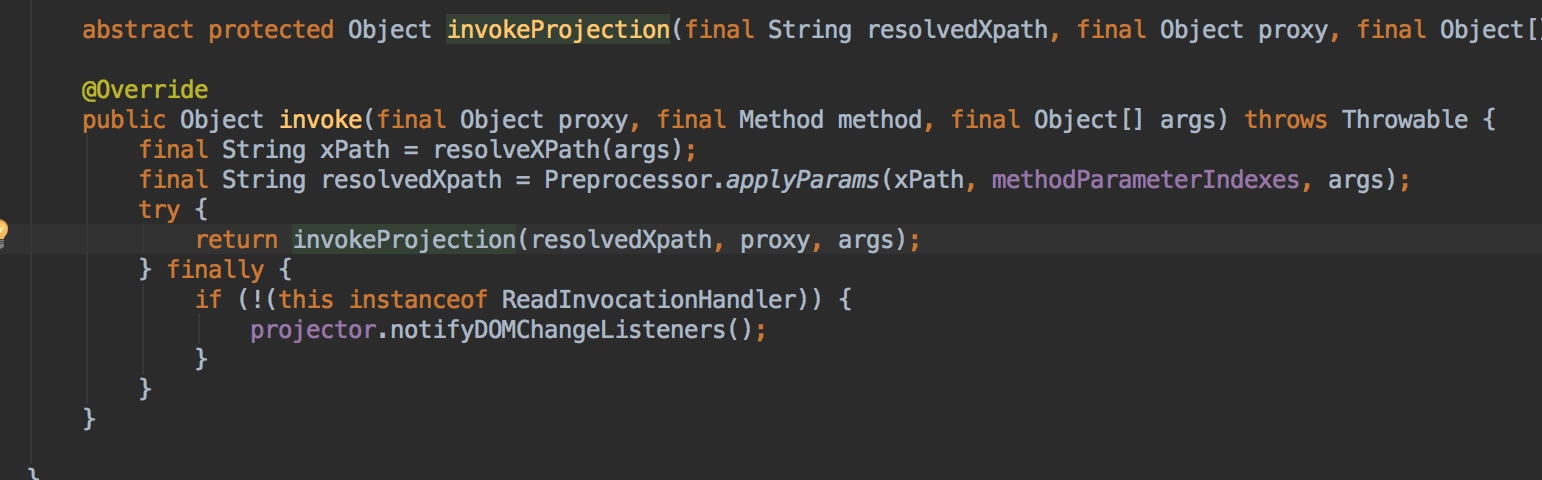 abstract protected Object invokeProjection(final String resolvedXpath, final Object proxy, final Object[]
@Override
public Object invoke(final Object proxy, final Method method, final Object[] args) throws Throwable {
final String xPath = resolveXPath(args);
final String resolvedXpath = Preprocessor.applyParams(xPath, methodParameterIndexes, args);
try {
return invokeProjection(resolvedXpath, proxy, args);
} finally {
if (!(this instanceof ReadInvocationHandler)) {
projector.notifyDOMChangeListeners();
}
}
}
}